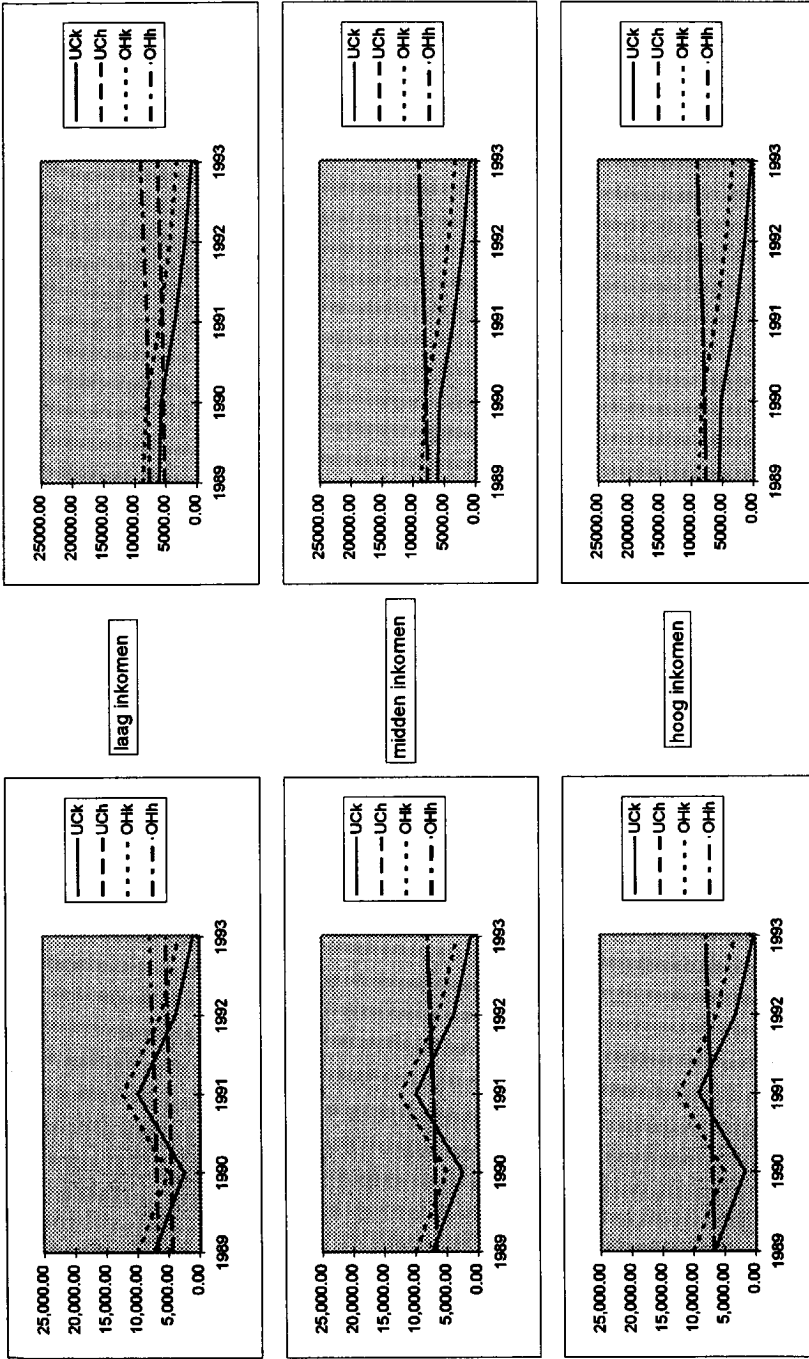 25,000.00
20,000.00
15,000.00
10,000.00
5,000.00
0.00
1989 1990 1991 1992 1993
UCk
UCh
OHk
OHh
laag inkomen
25000.00
20000.00
15000.00
10000.00
5000.00
0.00
1989 1990 1991 1992 1993
UCk
UCh
OHk
OHh
25,000.00
20,000.00
15,000.00
10,000.00
5,000.00
0.00
1989 1990 1991 1992 1993
UCk
UCh
OHk
OHh
midden inkomen
25000.00
20000.00
15000.00
10000.00
5000.00
0.00
1989 1990 1991 1992 1993
UCk
UCh
OHk
OHh
25,000.00
20,000.00
15,000.00
10,000.00
5,000.00
0.00
1989 1990 1991 1992 1993
UCk
UCh
OHk
OHh
hoog inkomen
25000.00
20000.00
15000.00
10000.00
5000.00
0.00
1989 1990 1991 1992 1993
UCk
UCh
OHk
OHh